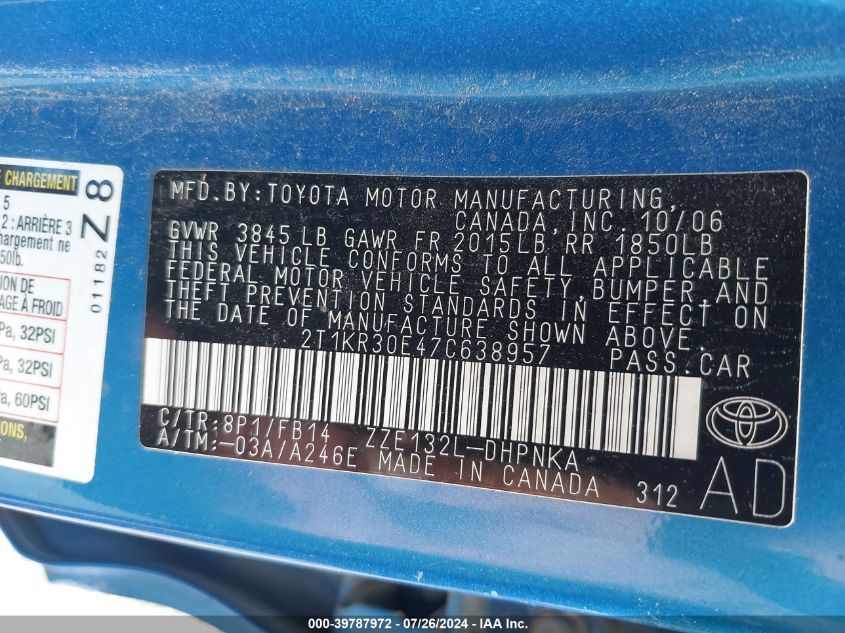 E CHARGEMENT
5
2 : ARRIÈRE 3
chargement ne
50lb.
Z8
01182
ION DE
AGE À FROID
Pa, 32PSI
Pa, 32PSI
a, 60PSI
ONS,
MFD.BY:TOYOTA MOTOR MANUFACTURING,
CANADA, INC. 10/06
GVWR 3845 LB GAWR FR 2015LB, RR 1850LB
THIS VEHICLE CONFORMS TO ALL APPLICABLE
FEDERAL MOTOR VEHICLE SAFETY, BUMPER, AND
THEFT PREVENTION STANDARDS IN EFFECT ON
THE DATE OF MANUFACTURE SHOWN ABOVE.
2T1KR30E47C638957 PASS.CAR
C/TR:8P1/FB14 ZZE132L-DHPNKA
A/TM:-03A/A246E MADE IN CANADA 312
AD
000-39787972 / 07/26/2024 / © IAA Holdings, LLC